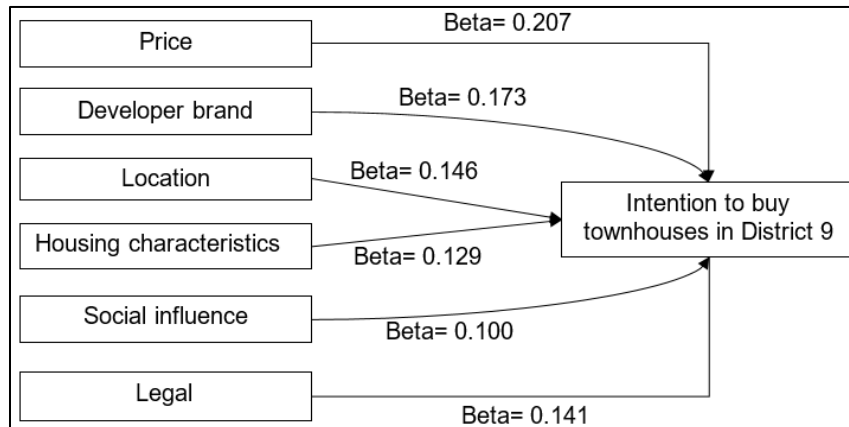 Beta= 0.207
Price
Developer brand
Beta= 0.173
Location
Beta= 0.146
Intention to buy
townhouses in District 9
Housing characteristics
Beta= 0.129
Social influence
Beta= 0.100
Legal
Beta= 0.141